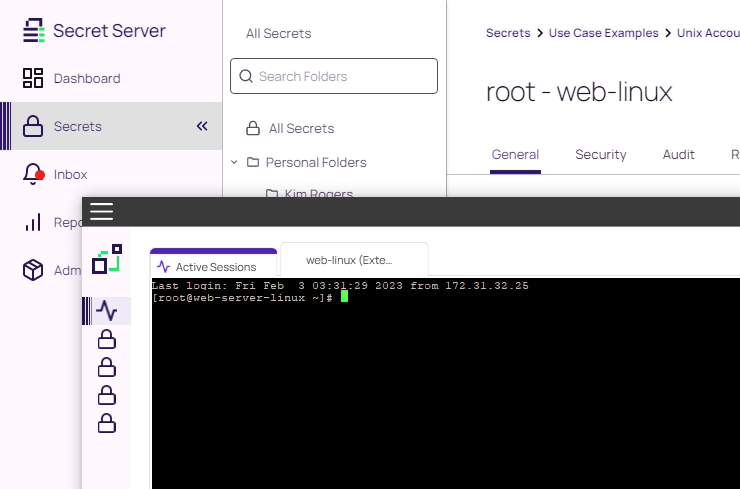 Secret Server
Dashboard
Secrets
Inbox
Repo
Adm
All Secrets
Search Folders
All Secrets
Personal Folders
Kim Rogers
Secrets > Use Case Examples > Unix Accou
root - web-linux
General Security Audit R
Active Sessions
web-linux (Exte...
Last login: Fri Feb  3 03:31:29 2023 from 172.31.32.25
[root@web-server-linux ~]#